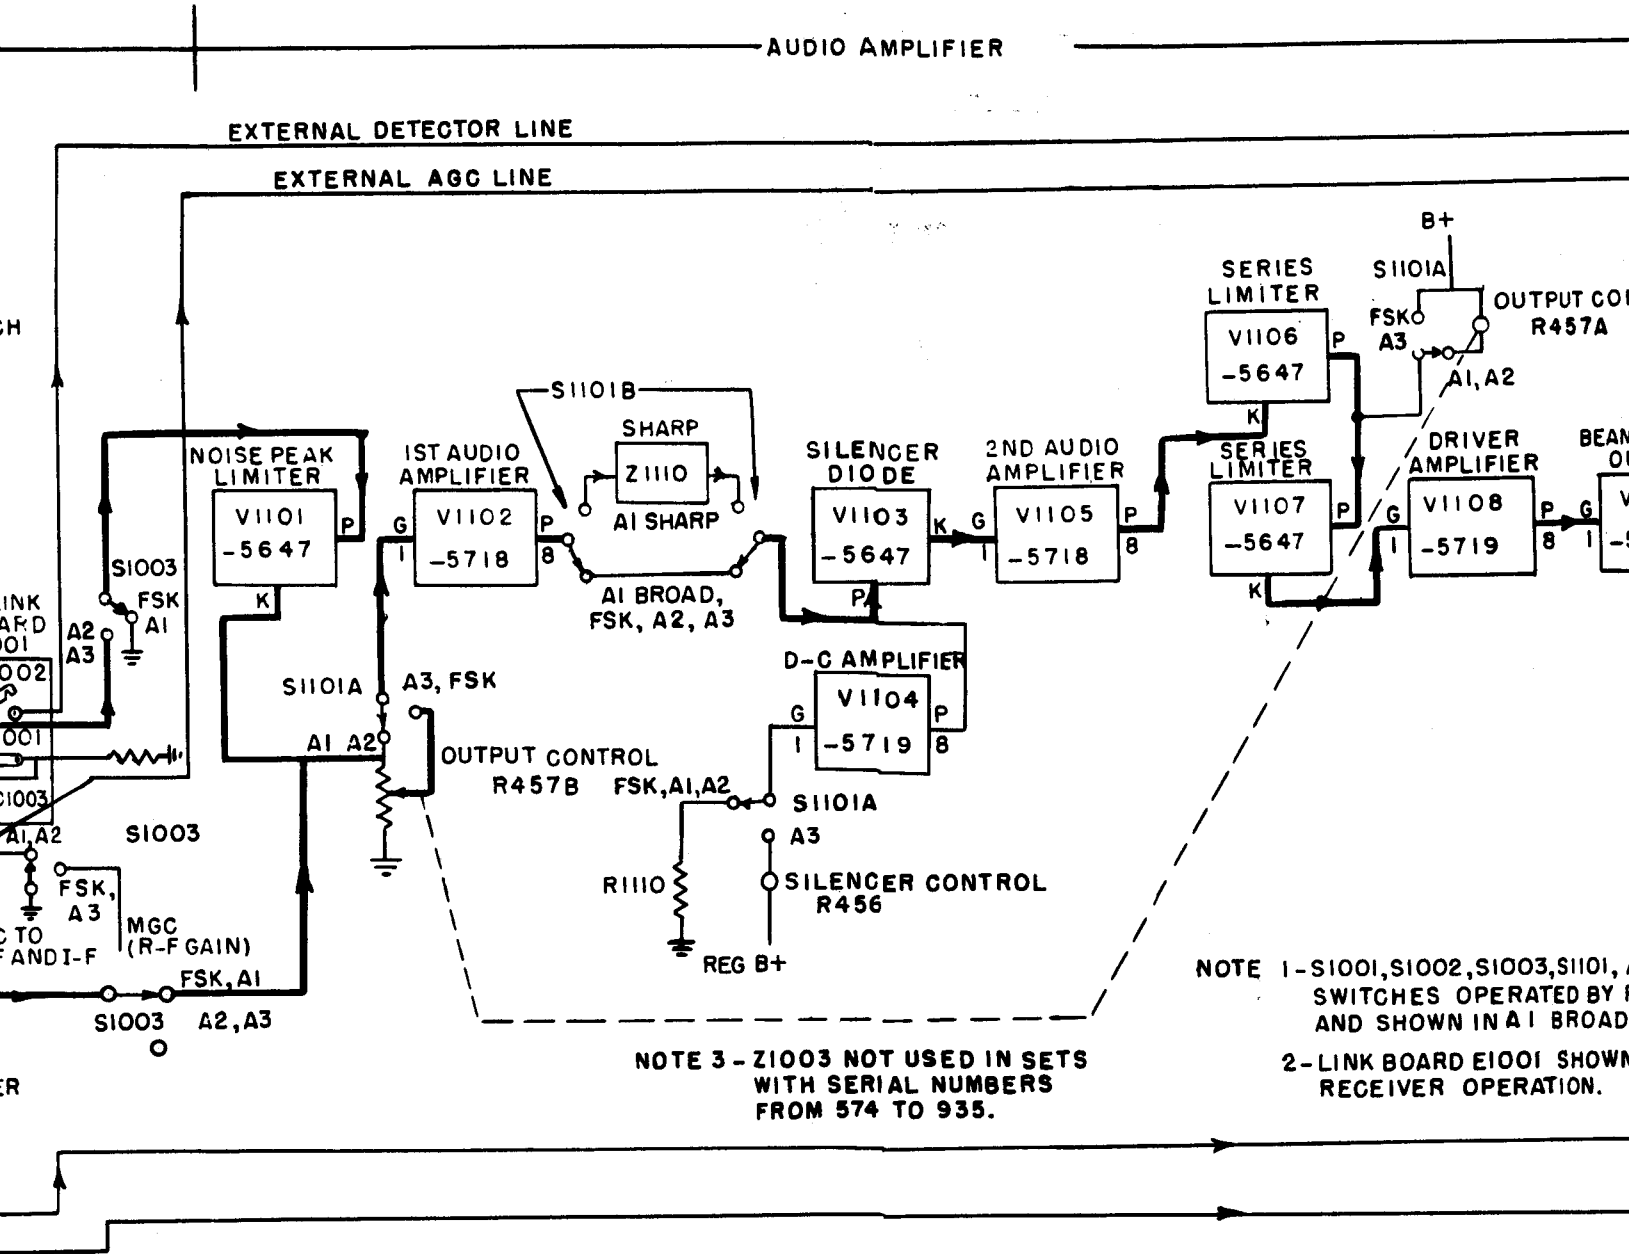 AUDIO AMPLIFIER
EXTERNAL DETECTOR LINE
EXTERNAL AGC LINE
B+
S1101A
SERIES
LIMITER
V1106
-5647
P
K
FSK
A3
A1, A2
R457A
OUTPUT
S1101B
SHARP
Z1110
A1 SHARP
A1 BROAD,
FSK, A2, A3
NOISE PEAK
LIMITER
V1101
-5647
P
K
1ST AUDIO
AMPLIFIER
G
1
V1102
-5718
P
8
SILENCER
DIODE
V1103
-5647
K
P
2ND AUDIO
AMPLIFIER
G
1
V1105
-5718
P
8
SERIES
LIMITER
V1107
-5647
P
K
DRIVER
AMPLIFIER
G
1
V1108
-5719
P
8
G
1
S1003
FSK
A1
A2
A3
S1101A
A3, FSK
A1 A2
OUTPUT CONTROL
R457B
D-C AMPLIFIER
G
1
V1104
-5719
P
8
FSK, A1, A2
S1101A
A3
R1110
SILENCER CONTROL
R456
REG B+
A1, A2
S1003
FSK,
A3
MGC
(R-F GAIN)
TO
AND I-F
FSK, A1
S1003
A2, A3
NOTE 1-S1001, S1002, S1003, S1101,
SWITCHES OPERATED BY
AND SHOWN IN A1 BROAD
2-LINK BOARD E1001 SHOWN
RECEIVER OPERATION.
NOTE 3-Z1003 NOT USED IN SETS
WITH SERIAL NUMBERS
FROM 574 TO 935.